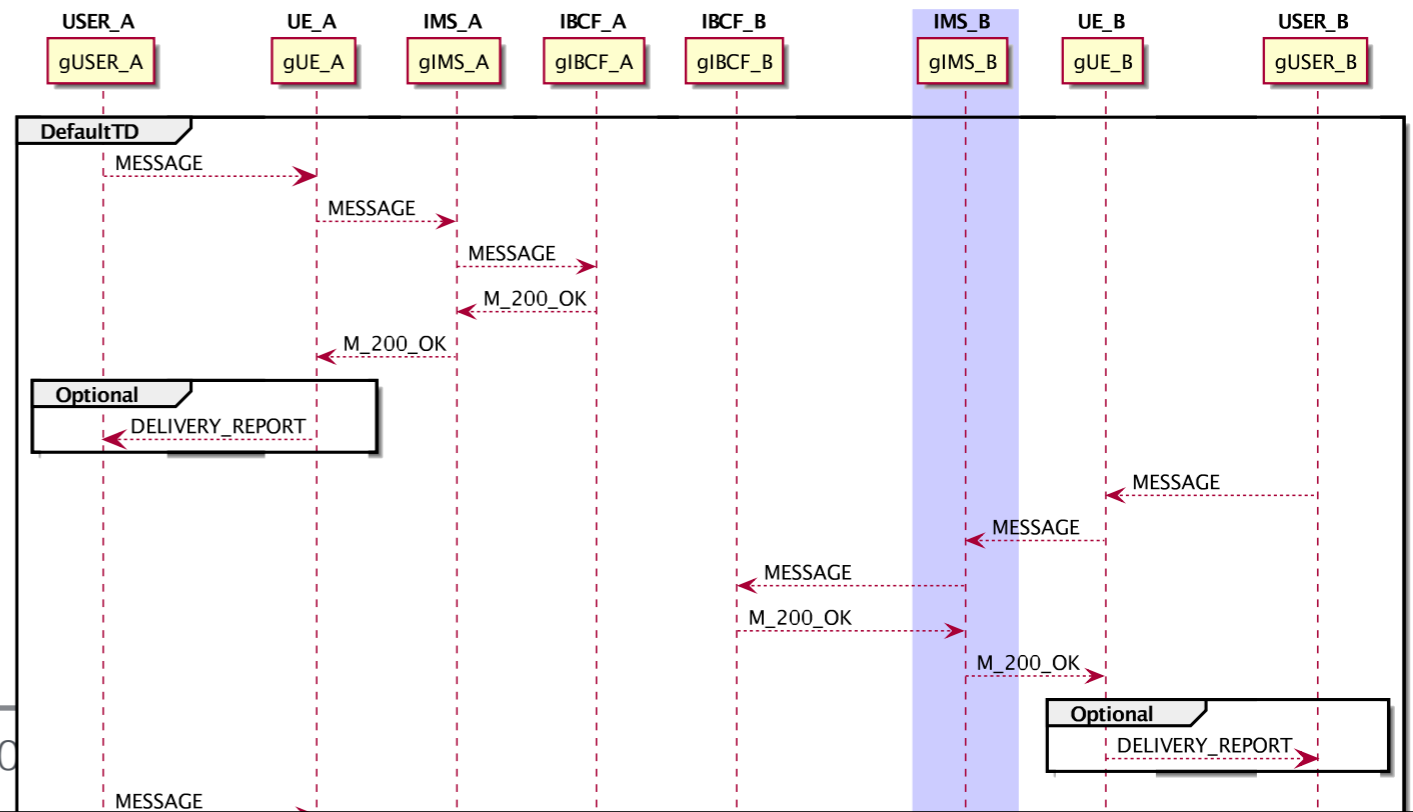 USER_A UE_A IMS_A IBCF_A IBCF_B IMS_B UE_B USER_B
gUSER_A gUE_A gIMS_A gIBCF_A gIBCF_B gIMS_B gUE_B gUSER_B
DefaultTD
MESSAGE
MESSAGE
MESSAGE
M_200_OK
M_200_OK
Optional
DELIVERY_REPORT
MESSAGE
MESSAGE
MESSAGE
M_200_OK
M_200_OK
Optional
DELIVERY_REPORT
MESSAGE